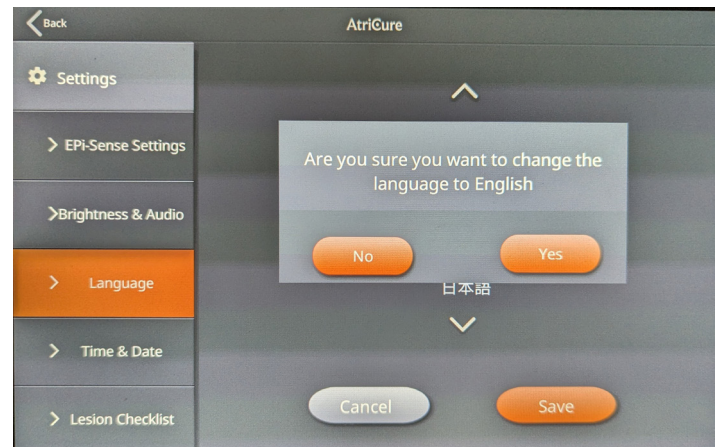 Back
AtriCure
Settings
EPi-Sense Settings
Brightness & Audio
Language
Time & Date
Lesion Checklist
Are you sure you want to change the
language to English
No
Yes
日本語
Cancel
Save